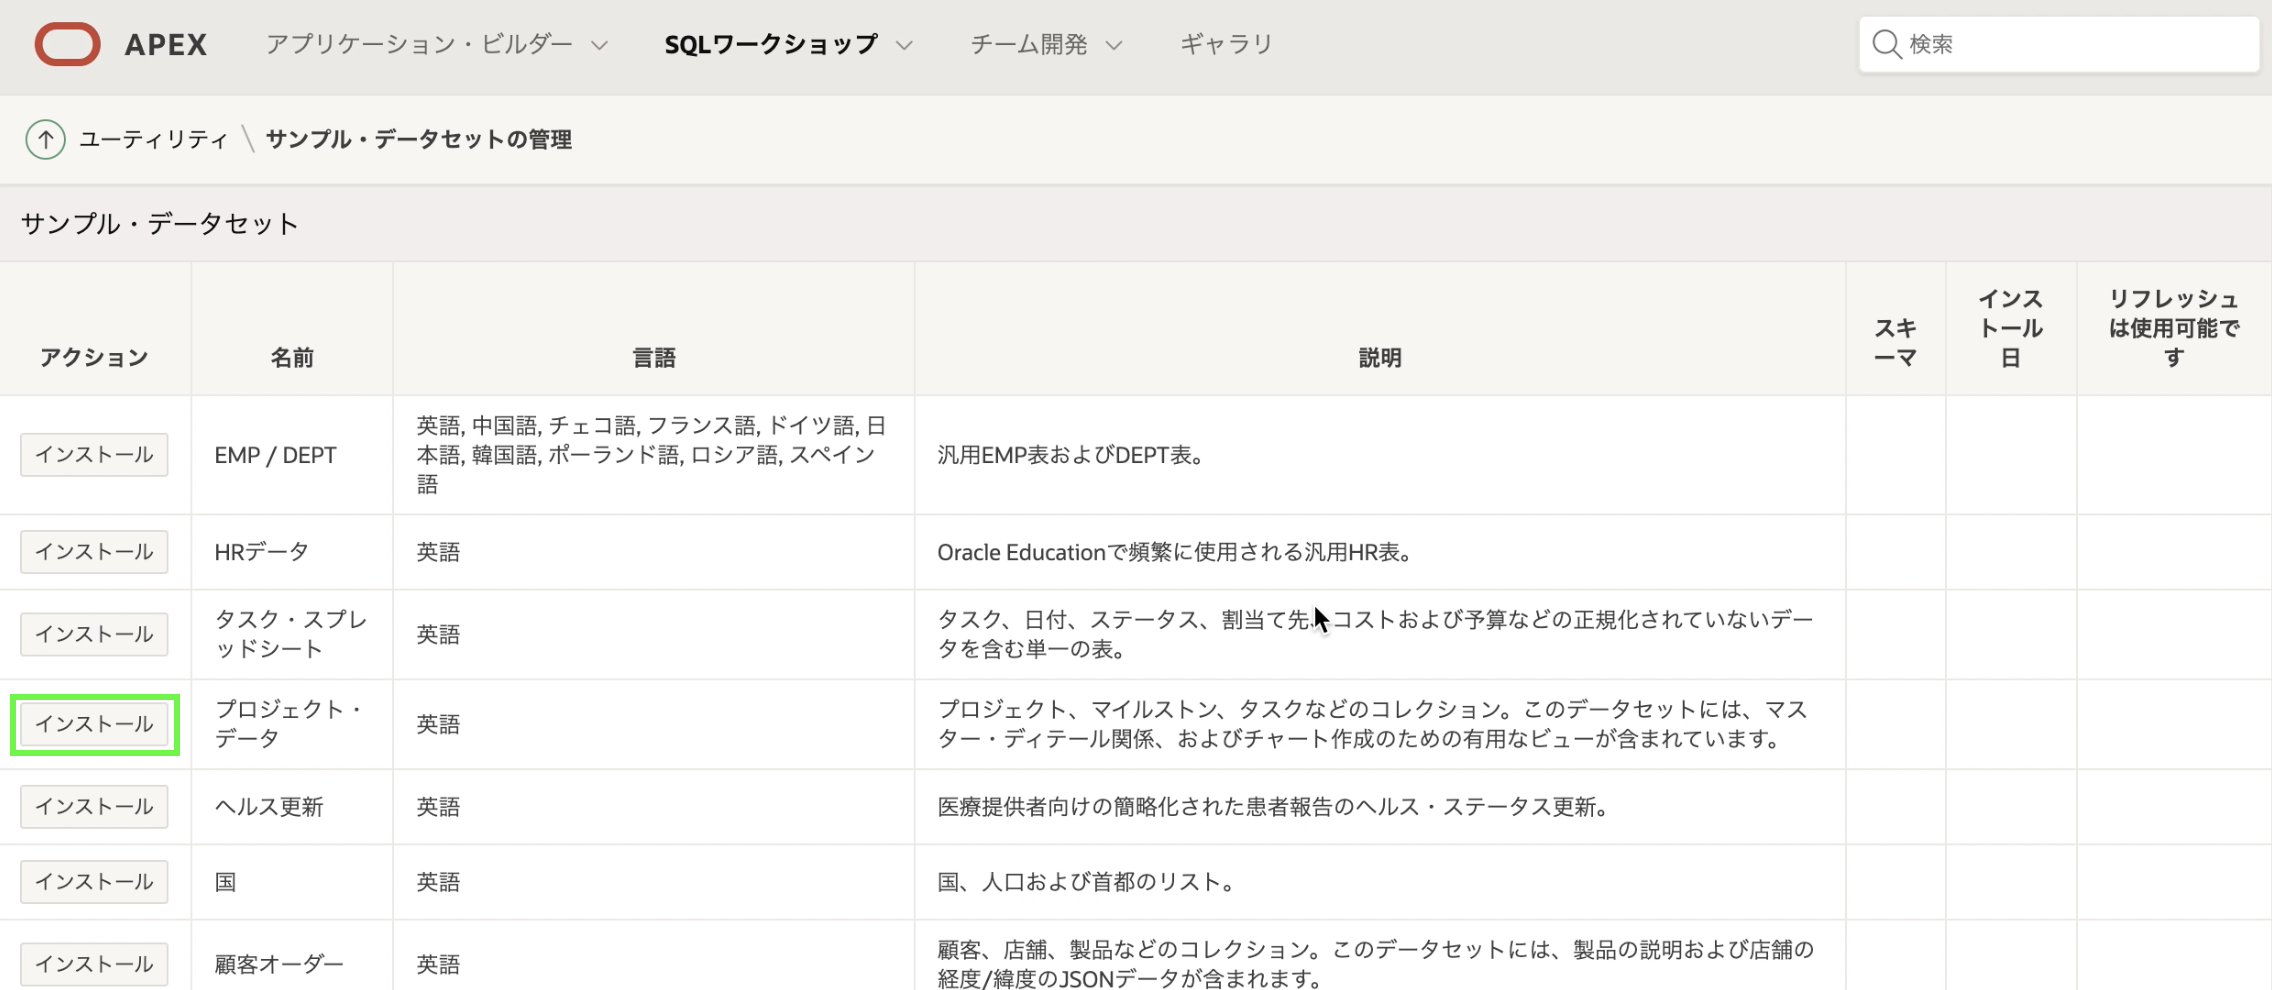 APEX アプリケーション・ビルダー SQLワークショップ チーム開発 ギャラリ 検索
ユーティリティ \ サンプル・データセットの管理
サンプル・データセット
アクション 名前 言語 説明 スキーマ インストール日 リフレッシュは使用可能です
インストール EMP / DEPT
英語, 中国語, チェコ語, フランス語, ドイツ語, 日
本語, 韓国語, ポーランド語, ロシア語, スペイン
語
汎用EMP表およびDEPT表。
インストール HRデータ 英語 Oracle Educationで頻繁に使用される汎用HR表。
インストール
タスク・スプレ
ッドシート
英語
タスク、日付、ステータス、割当て先、コストおよび予算などの正規化されていないデー
タを含む単一の表。
インストール
プロジェクト・
データ
英語
プロジェクト、マイルストン、タスクなどのコレクション。このデータセットには、マス
ター・ディテール関係、およびチャート作成のための有用なビューが含まれています。
インストール ヘルス更新 英語 医療提供者向けの簡略化された患者報告のヘルス・ステータス更新。
インストール 国 英語 国、人口および首都のリスト。
インストール 顧客オーダー 英語
顧客、店舗、製品などのコレクション。このデータセットには、製品の説明および店舗の
経度/緯度のJSONデータが含まれます。